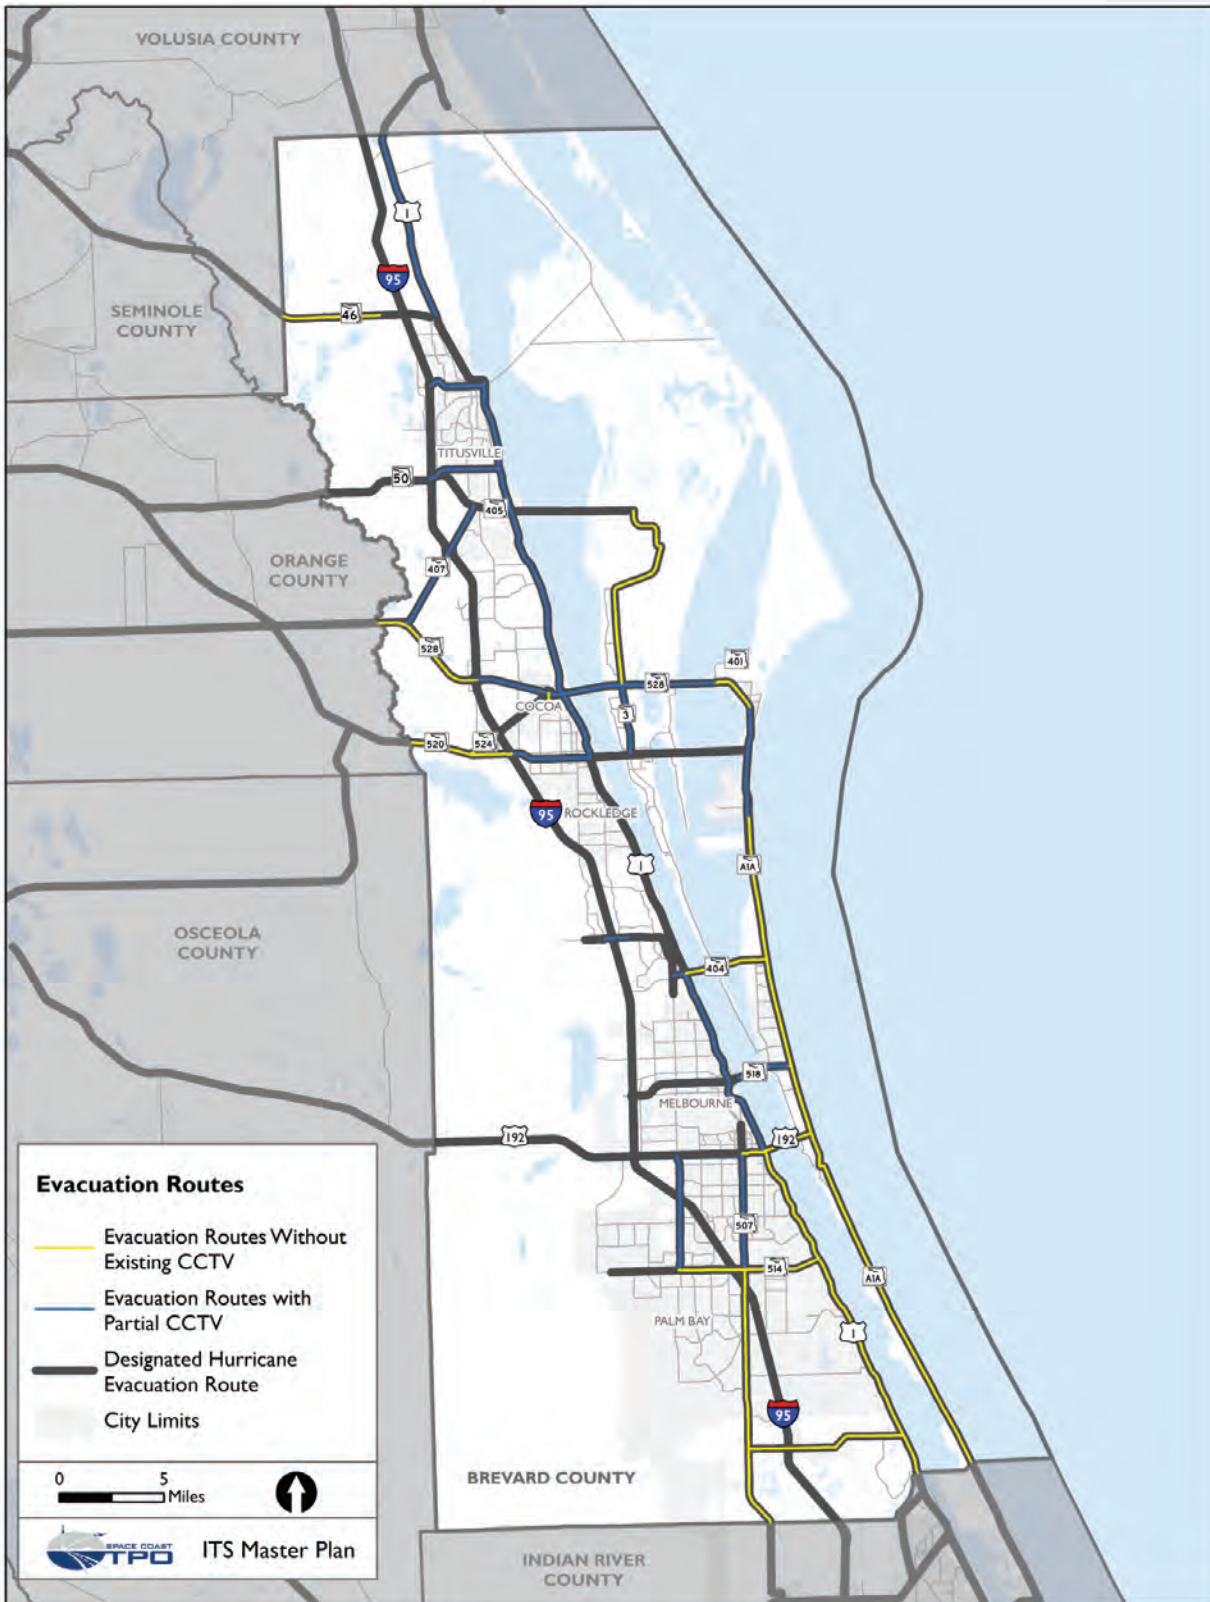 VOLUSIA COUNTY
1
95
46
SEMINOLE
COUNTY
TITUSVILLE
50
405
ORANGE
COUNTY
407
528
401
528
3
COCOA
520
524
95
ROCKLEDGE
1
A1A
OSCEOLA
COUNTY
404
518
MELBOURNE
192
192
507
514
A1A
PALM BAY
1
95
BREVARD COUNTY
INDIAN RIVER
COUNTY
Evacuation Routes
Evacuation Routes Without
Existing CCTV
Evacuation Routes with
Partial CCTV
Designated Hurricane
Evacuation Route
City Limits
0 5
Miles
SPACE COAST
TPO
ITS Master Plan